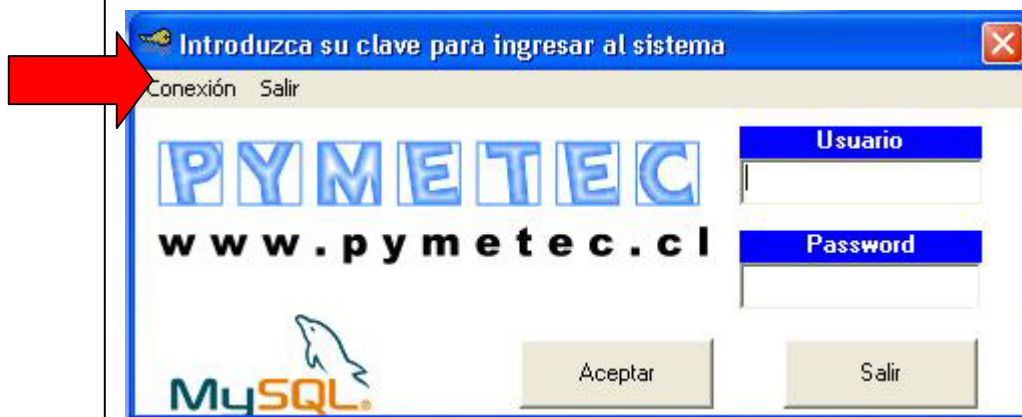 Introduzca su clave para ingresar al sistema
Conexión Salir
PYMETEC
www.pymetec.cl
Usuario
Password
MySQL®
Aceptar
Salir